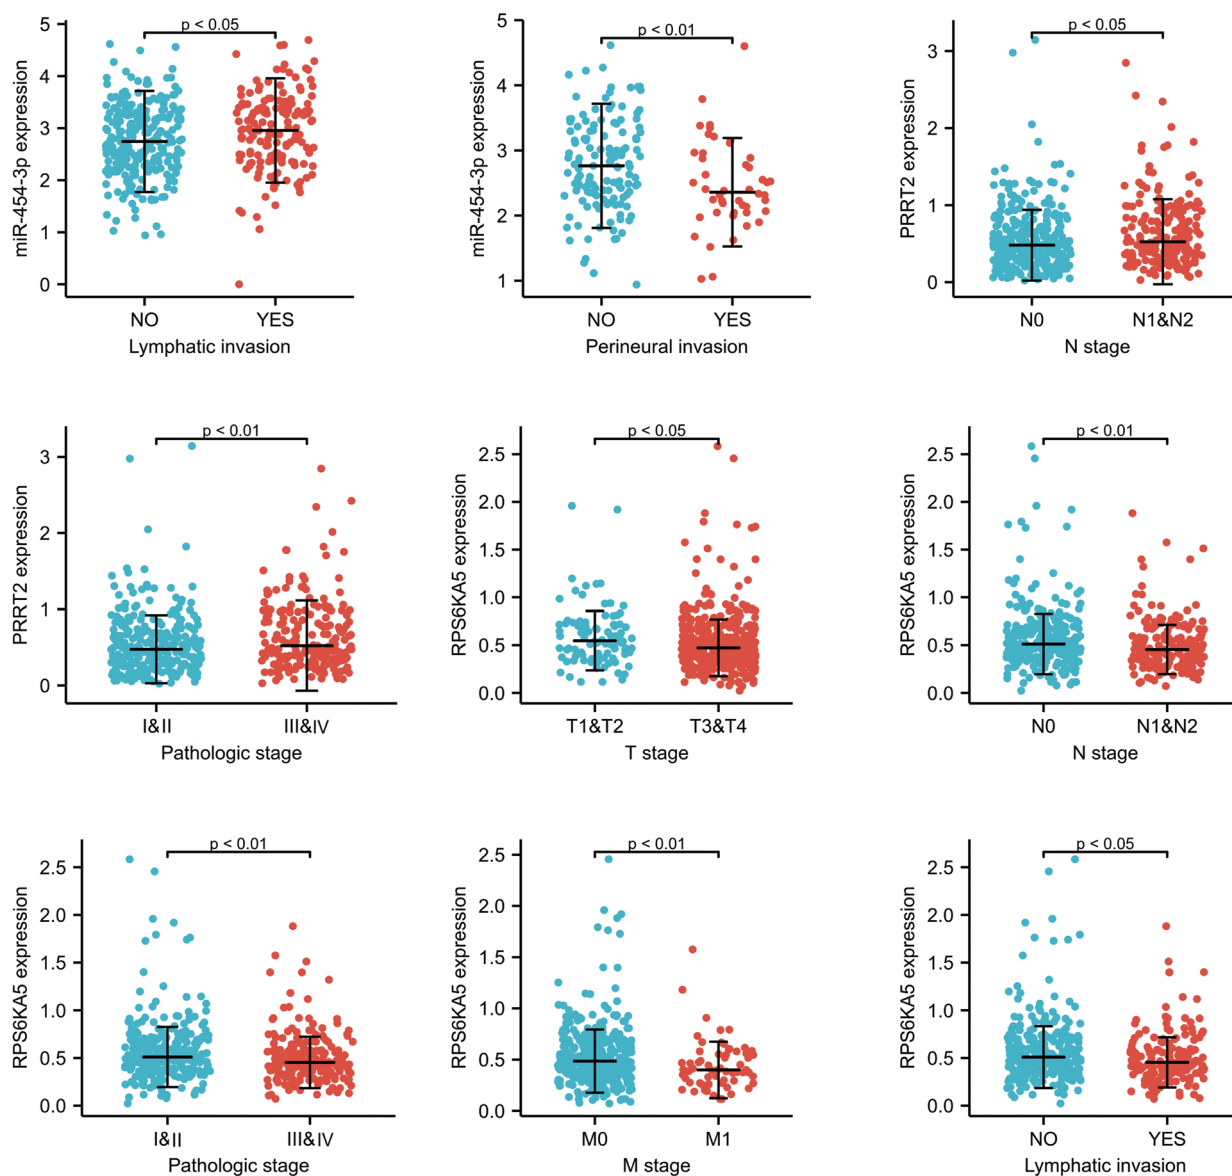 p < 0.05
miR-454-3p expression
5
4
3
2
1
0
NO YES
Lymphatic invasion
p < 0.01
miR-454-3p expression
5
4
3
2
1
NO YES
Perineural invasion
p < 0.05
PRRT2 expression
3
2
1
0
N0 N1&N2
N stage
p < 0.01
PRRT2 expression
3
2
1
0
I&II III&IV
Pathologic stage
p < 0.05
RPS6KA5 expression
2.5
2.0
1.5
1.0
0.5
0.0
T1&T2 T3&T4
T stage
p < 0.01
RPS6KA5 expression
2.5
2.0
1.5
1.0
0.5
0.0
N0 N1&N2
N stage
p < 0.01
RPS6KA5 expression
2.5
2.0
1.5
1.0
0.5
0.0
I&II III&IV
Pathologic stage
p < 0.01
RPS6KA5 expression
2.5
2.0
1.5
1.0
0.5
0.0
M0 M1
M stage
p < 0.05
RPS6KA5 expression
2.5
2.0
1.5
1.0
0.5
0.0
NO YES
Lymphatic invasion